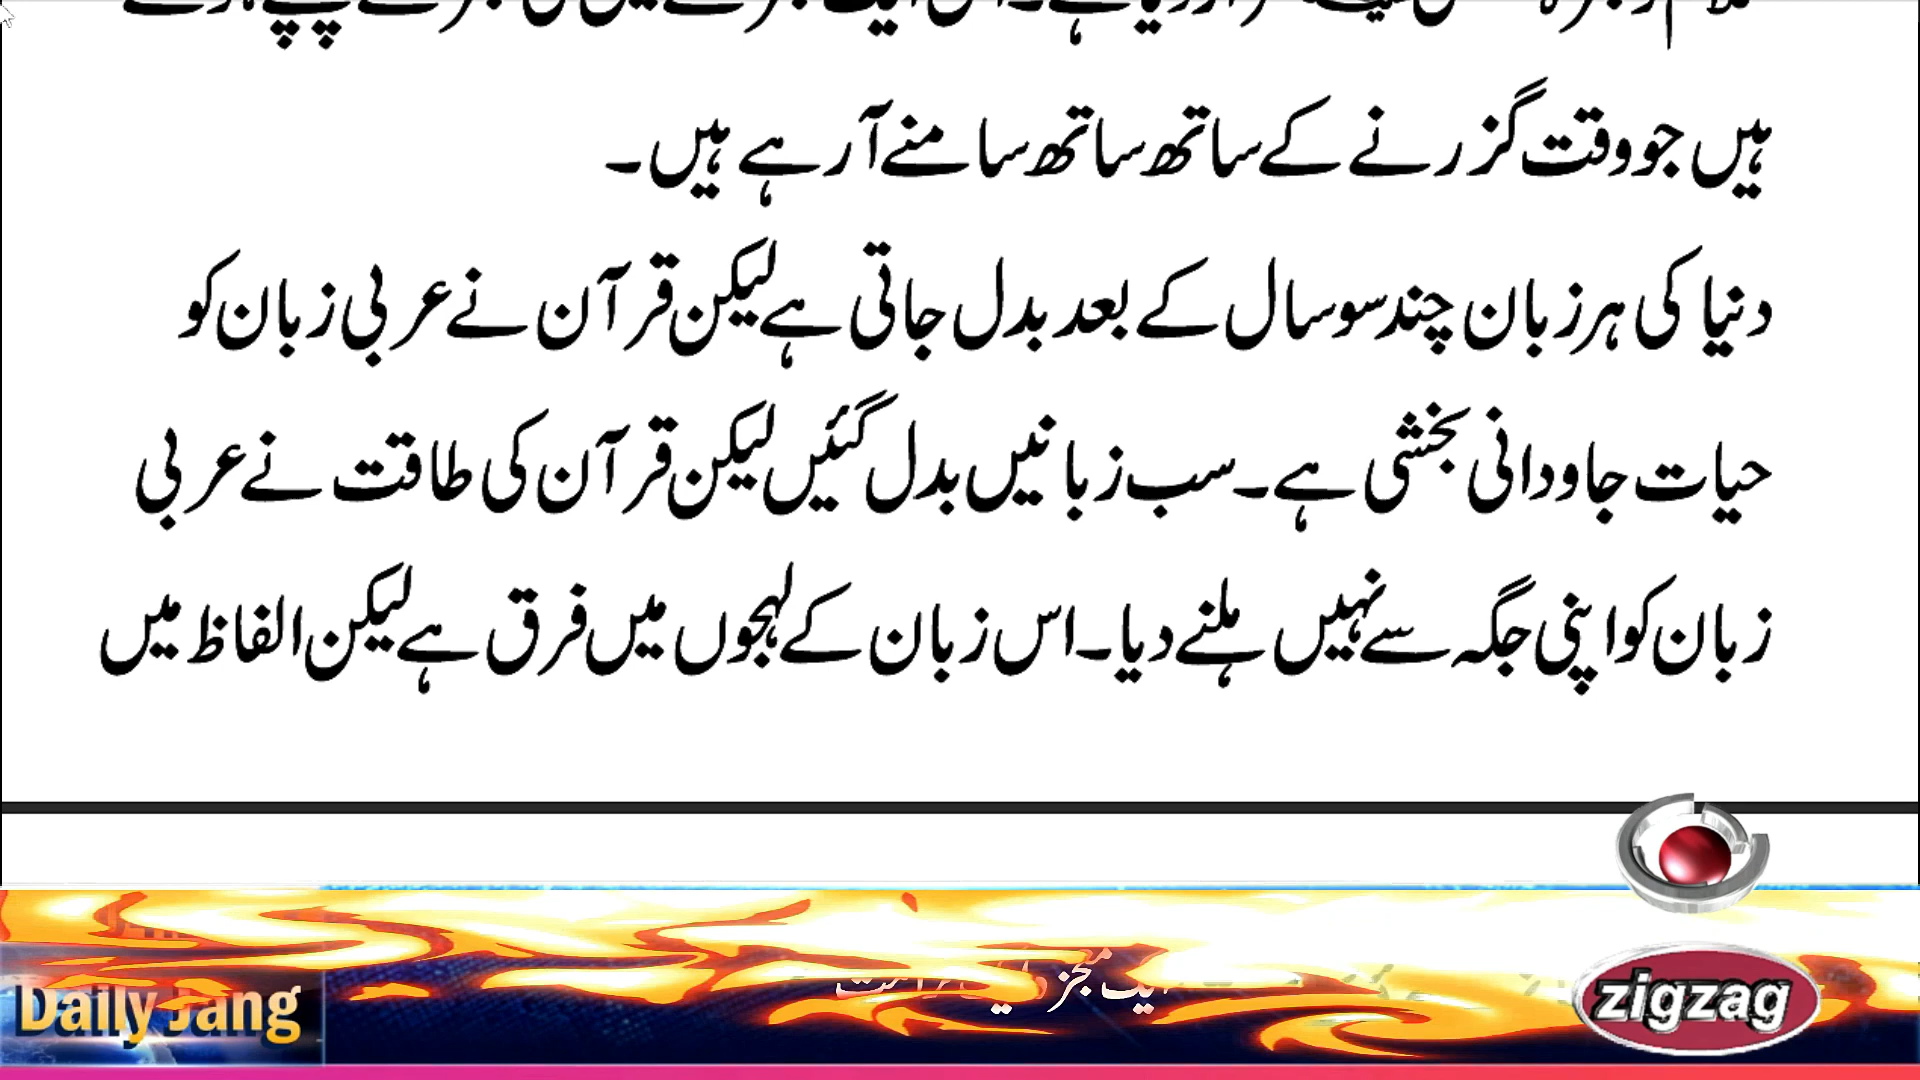 ہیں جو وقت گزرنے کے ساتھ ساتھ سامنے آ رہے ہیں۔
دنیا کی ہر زبان چند سو سال کے بعد بدل جاتی ہے لیکن قرآن نے عربی زبان کو
حیات جاودانی بخشی ہے۔ سب زبانیں بدل گئیں لیکن قرآن کی طاقت نے عربی
زبان کو اپنی جگہ سے نہیں ہلنے دیا۔ اس زبان کے لہجوں میں فرق ہے لیکن الفاظ میں
Daily Jang
zigzag